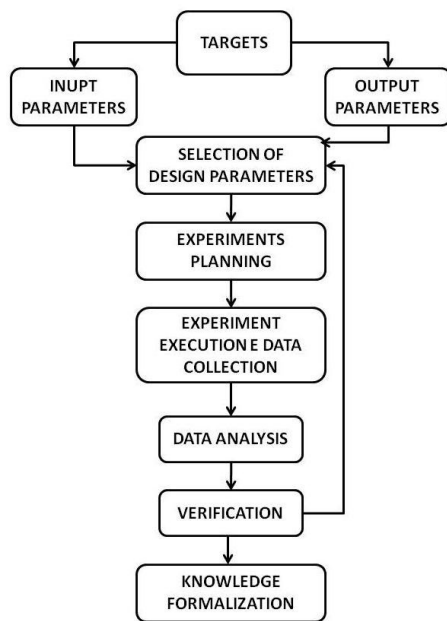 TARGETS
INUPT
PARAMETERS
OUTPUT
PARAMETERS
SELECTION OF
DESIGN PARAMETERS
EXPERIMENTS
PLANNING
EXPERIMENT
EXECUTION E DATA
COLLECTION
DATA ANALYSIS
VERIFICATION
KNOWLEDGE
FORMALIZATION